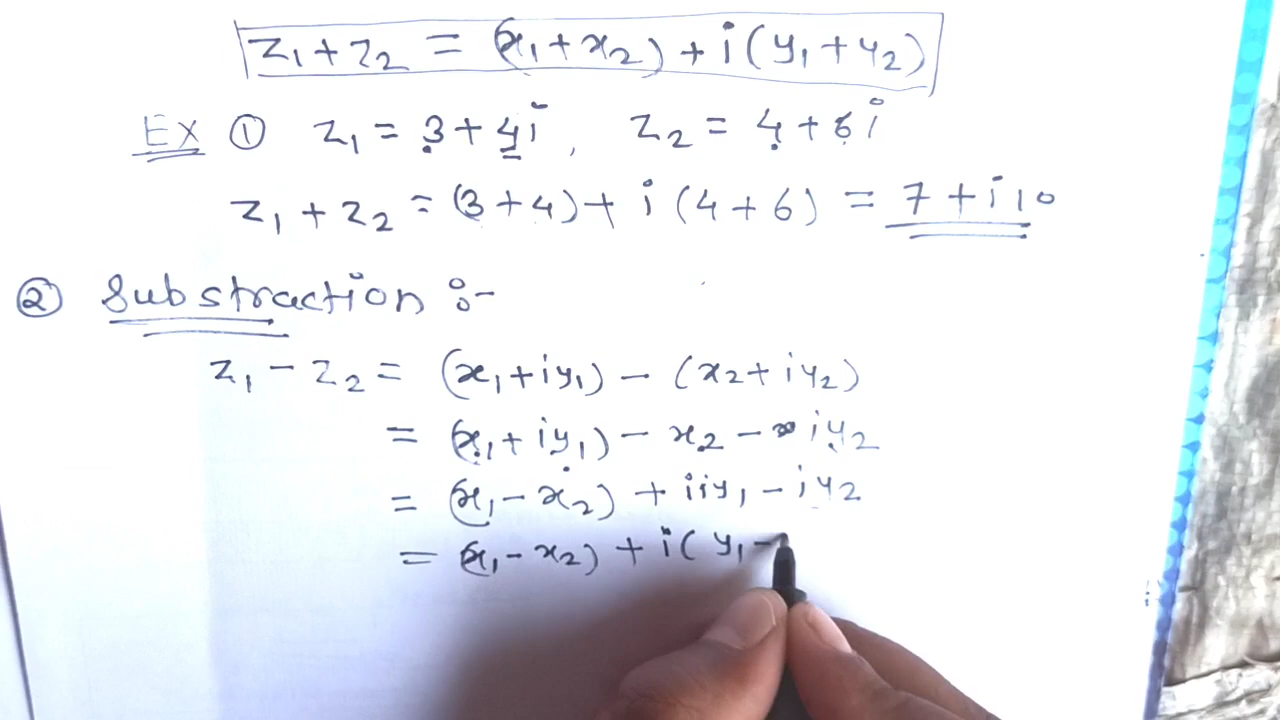 z₁ + z₂ = (x₁ + x₂) + i(y₁ + y₂)
Ex ① z₁ = 3 + 4i , z₂ = 4 + 6i
z₁ + z₂ = (3 + 4) + i (4 + 6) = 7 + i10
② Substraction :-
z₁ - z₂ = (x₁ + iy₁) - (x₂ + iy₂)
= (x₁ + iy₁) - x₂ - iy₂
= (x₁ - x₂) + iiy₁ - iy₂
= (x₁ - x₂) + i( y₁ -